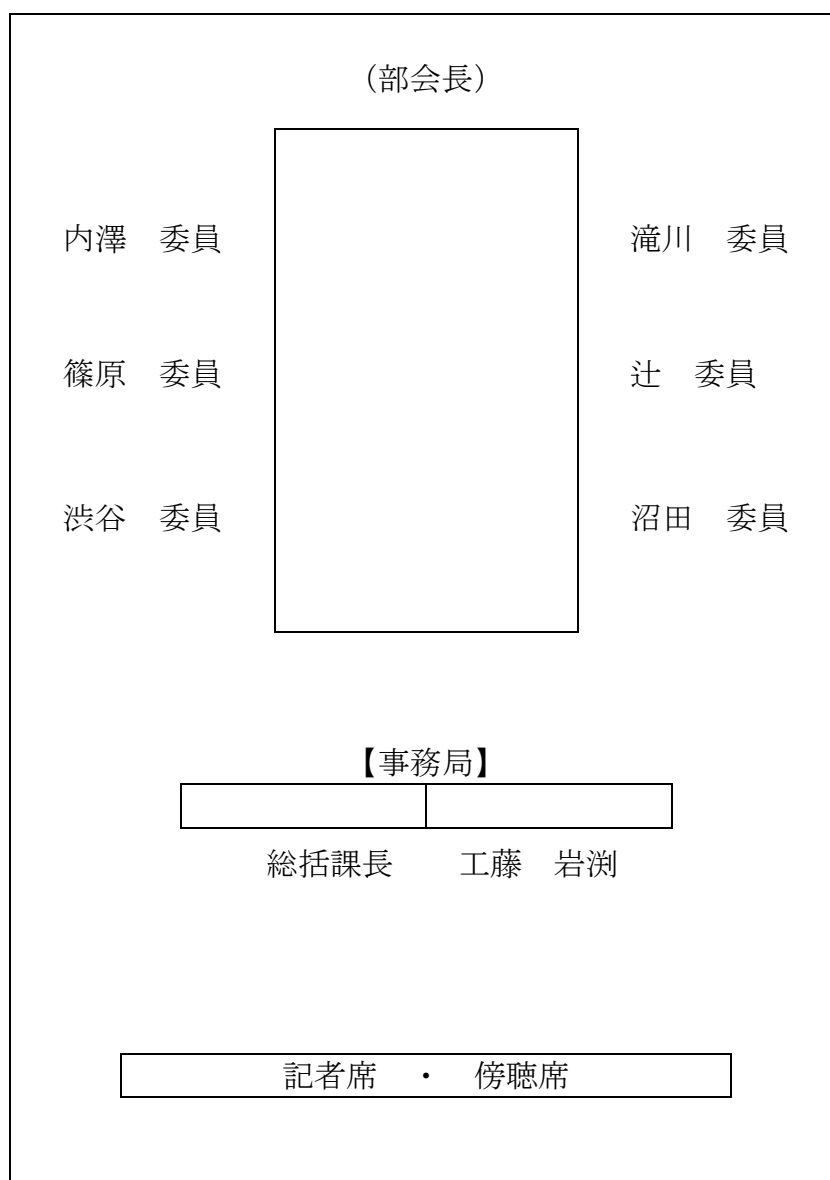 （部会長）
内澤　委員　滝川　委員
篠原　委員　辻　委員
渋谷　委員　沼田　委員
【事務局】
総括課長　工藤　岩渕
記者席　・　傍聴席